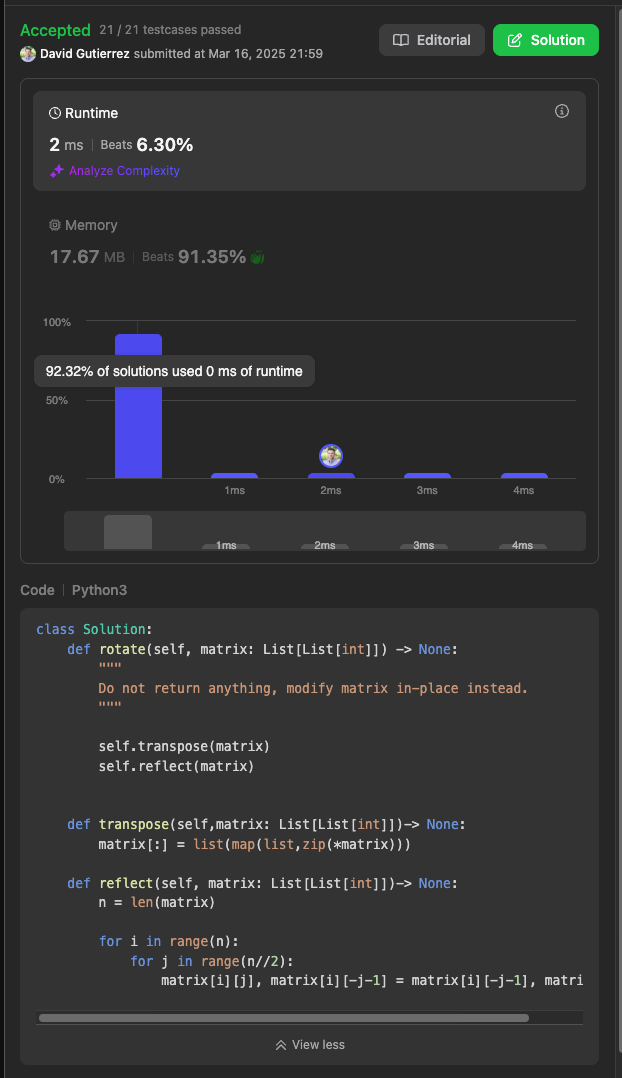 Accepted 21 / 21 testcases passed
David Gutierrez submitted at Mar 16, 2025 21:59
Editorial
Solution
Runtime
2 ms | Beats 6.30%
Analyze Complexity
Memory
17.67 MB | Beats 91.35%
100%
92.32% of solutions used 0 ms of runtime
50%
0%
1ms 2ms 3ms 4ms
1ms 2ms 3ms 4ms
Code | Python3
class Solution:
    def rotate(self, matrix: List[List[int]]) -> None:
        """
        Do not return anything, modify matrix in-place instead.
        """
        self.transpose(matrix)
        self.reflect(matrix)
    def transpose(self,matrix: List[List[int]])-> None:
        matrix[:] = list(map(list,zip(*matrix)))
    def reflect(self, matrix: List[List[int]])-> None:
        n = len(matrix)
        for i in range(n):
            for j in range(n//2):
                matrix[i][j], matrix[i][-j-1] = matrix[i][-j-1], matri
View less